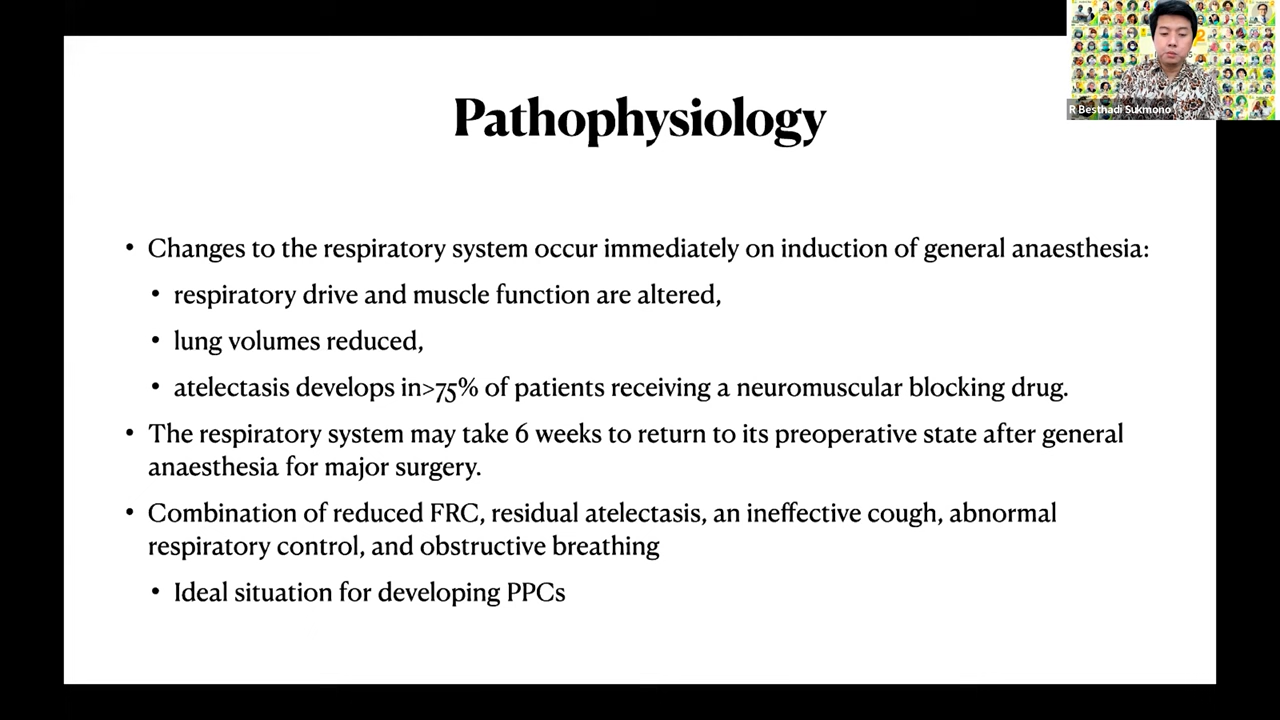 R Besthadi Sukmono
Pathophysiology
• Changes to the respiratory system occur immediately on induction of general anaesthesia:
• respiratory drive and muscle function are altered,
• lung volumes reduced,
• atelectasis develops in>75% of patients receiving a neuromuscular blocking drug.
• The respiratory system may take 6 weeks to return to its preoperative state after general
anaesthesia for major surgery.
• Combination of reduced FRC, residual atelectasis, an ineffective cough, abnormal
respiratory control, and obstructive breathing
• Ideal situation for developing PPCs